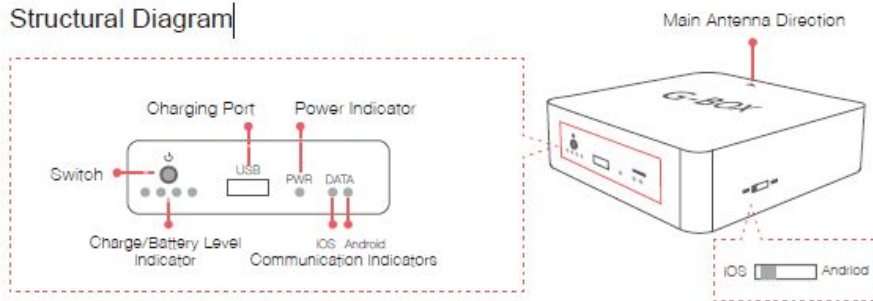 Structural Diagram
Main Antenna Direction
Charging Port
Power Indicator
G-BOX
Switch
USB
PWR
DATA
Charge/Battery Level
Indicator
iOS
Android
Communication Indicators
iOS
Andriod